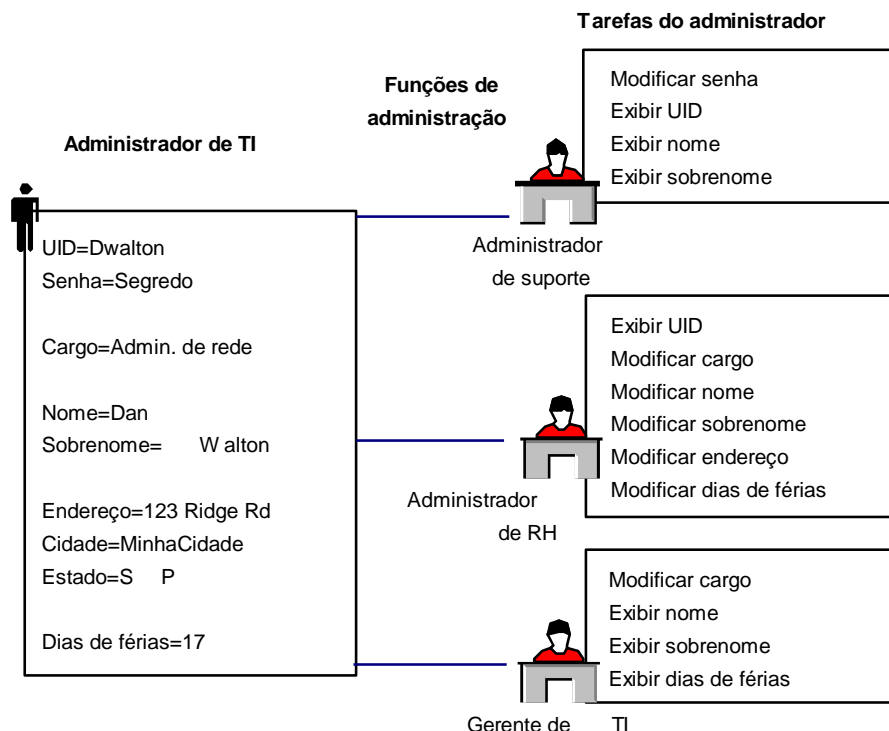 Tarefas do administrador
Funções de
administração
Administrador de TI
Modificar senha
Exibir UID
Exibir nome
Exibir sobrenome
Administrador
de suporte
UID=Dwalton
Senha=Segredo
Cargo=Admin. de rede
Nome=Dan
Sobrenome= W alton
Endereço=123 Ridge Rd
Cidade=MinhaCidade
Estado=S P
Dias de férias=17
Exibir UID
Modificar cargo
Modificar nome
Modificar sobrenome
Modificar endereço
Modificar dias de férias
Administrador
de RH
Modificar cargo
Exibir nome
Exibir sobrenome
Exibir dias de férias
Gerente de TI